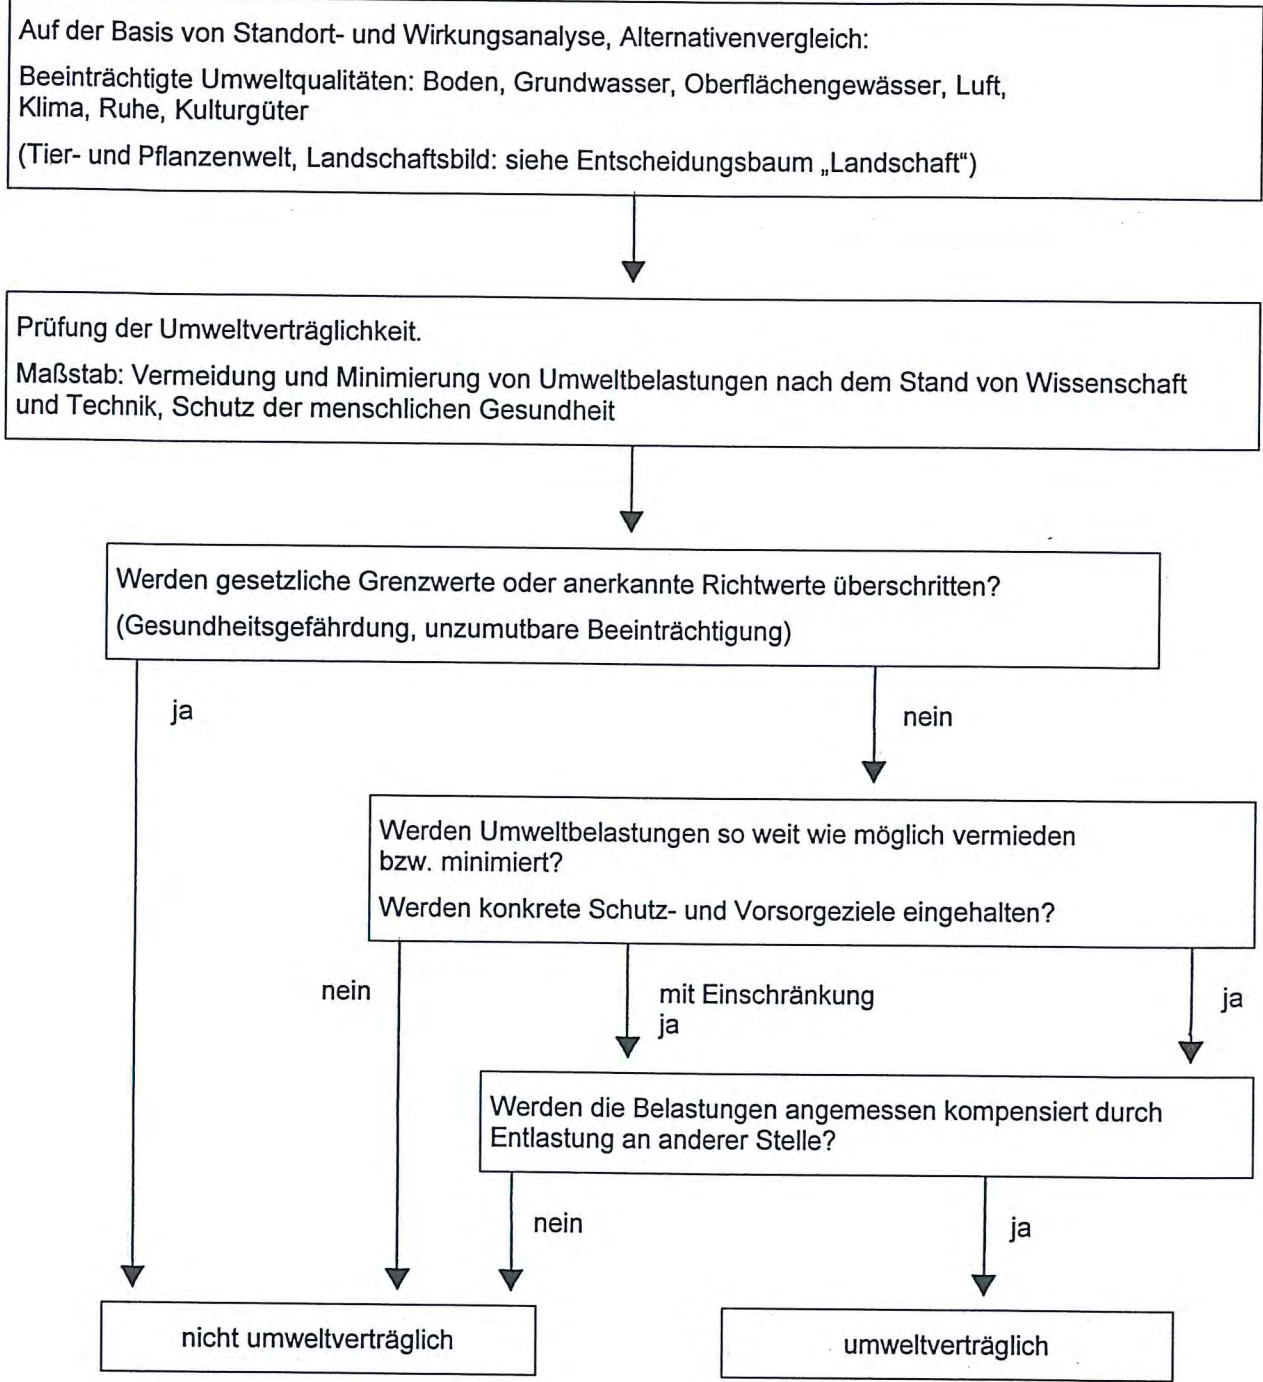 Auf der Basis von Standort- und Wirkungsanalyse, Alternativenvergleich:
Beeinträchtigte Umweltqualitäten: Boden, Grundwasser, Oberflächengewässer, Luft,
Klima, Ruhe, Kulturgüter
(Tier- und Pflanzenwelt, Landschaftsbild: siehe Entscheidungsbaum „Landschaft“)
Prüfung der Umweltverträglichkeit.
Maßstab: Vermeidung und Minimierung von Umweltbelastungen nach dem Stand von Wissenschaft
und Technik, Schutz der menschlichen Gesundheit
Werden gesetzliche Grenzwerte oder anerkannte Richtwerte überschritten?
(Gesundheitsgefährdung, unzumutbare Beeinträchtigung)
ja
nein
Werden Umweltbelastungen so weit wie möglich vermieden
bzw. minimiert?
Werden konkrete Schutz- und Vorsorgeziele eingehalten?
nein
mit Einschränkung
ja
ja
Werden die Belastungen angemessen kompensiert durch
Entlastung an anderer Stelle?
nein
ja
nicht umweltverträglich
umweltverträglich